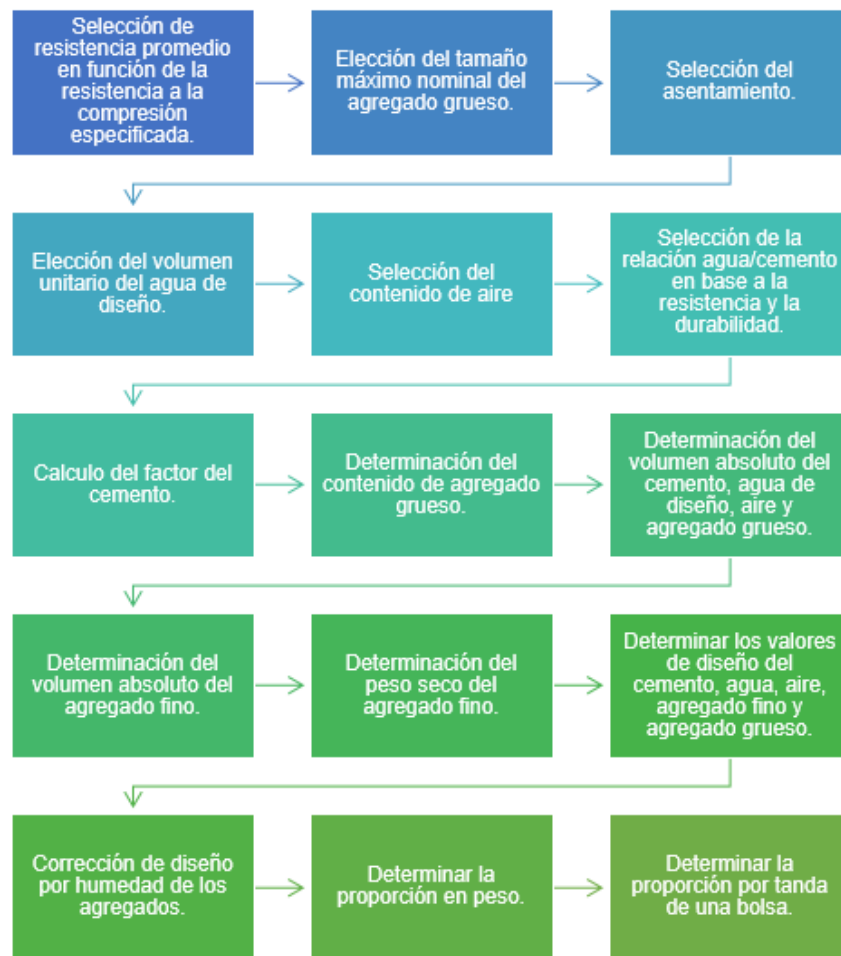 Selección de
resistencia promedio
en función de la
resistencia a la
compresión
especificada.
Elección del tamaño
máximo nominal del
agregado grueso.
Selección del
asentamiento.
Elección del volumen
unitario del agua de
diseño.
Selección del
contenido de aire
Selección de la
relación agua/cemento
en base a la
resistencia y la
durabilidad.
Calculo del factor del
cemento.
Determinación del
contenido de agregado
grueso.
Determinación del
volumen absoluto del
cemento, agua de
diseño, aire y
agregado grueso.
Determinación del
volumen absoluto del
agregado fino.
Determinación del
peso seco del
agregado fino.
Determinar los valores
de diseño del
cemento, agua, aire,
agregado fino y
agregado grueso.
Corrección de diseño
por humedad de los
agregados.
Determinar la
proporción en peso.
Determinar la
proporción por tanda
de una bolsa.